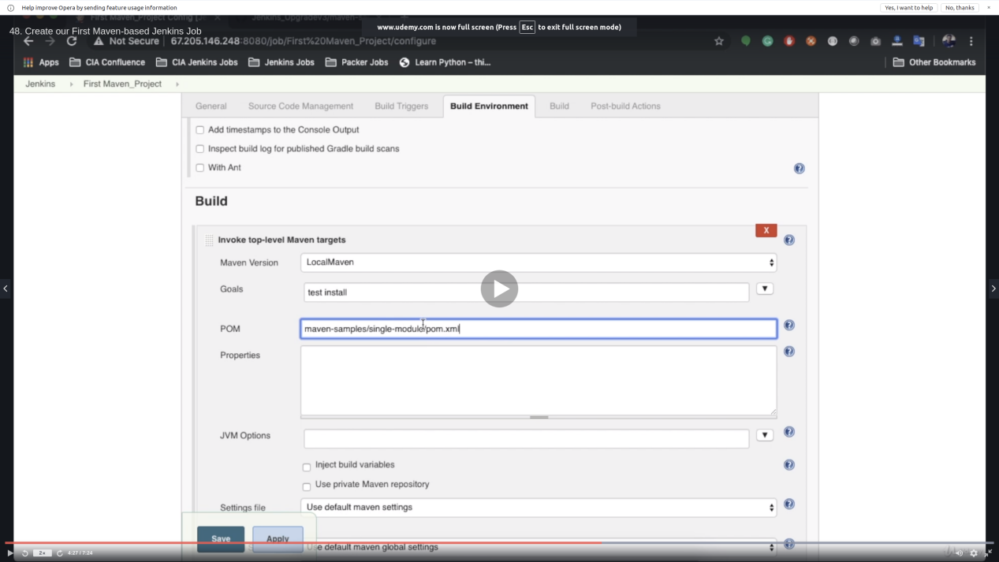 Help improve Opera by sending feature usage information
Yes, I want to help
No, thanks
×
First Maven_Project Config [J
Jenkins_Upgradev3/maven-s
48. Create our First Maven-based Jenkins Job
www.udemy.com is now full screen (Press Esc to exit full screen mode)
Not Secure | 67.205.146.248:8080/job/First%20Maven_Project/configure
Apps
CIA Confluence
CIA Jenkins Jobs
Jenkins Jobs
Packer Jobs
Learn Python – thi...
Other Bookmarks
Jenkins
First Maven_Project
General
Source Code Management
Build Triggers
Build Environment
Build
Post-build Actions
Add timestamps to the Console Output
Inspect build log for published Gradle build scans
With Ant
Build
Invoke top-level Maven targets
X
Maven Version
LocalMaven
Goals
test install
POM
maven-samples/single-module/pom.xml
Properties
JVM Options
Inject build variables
Use private Maven repository
Settings file
Use default maven settings
Save
Apply
Use default maven global settings
2×
4:27 / 7:24